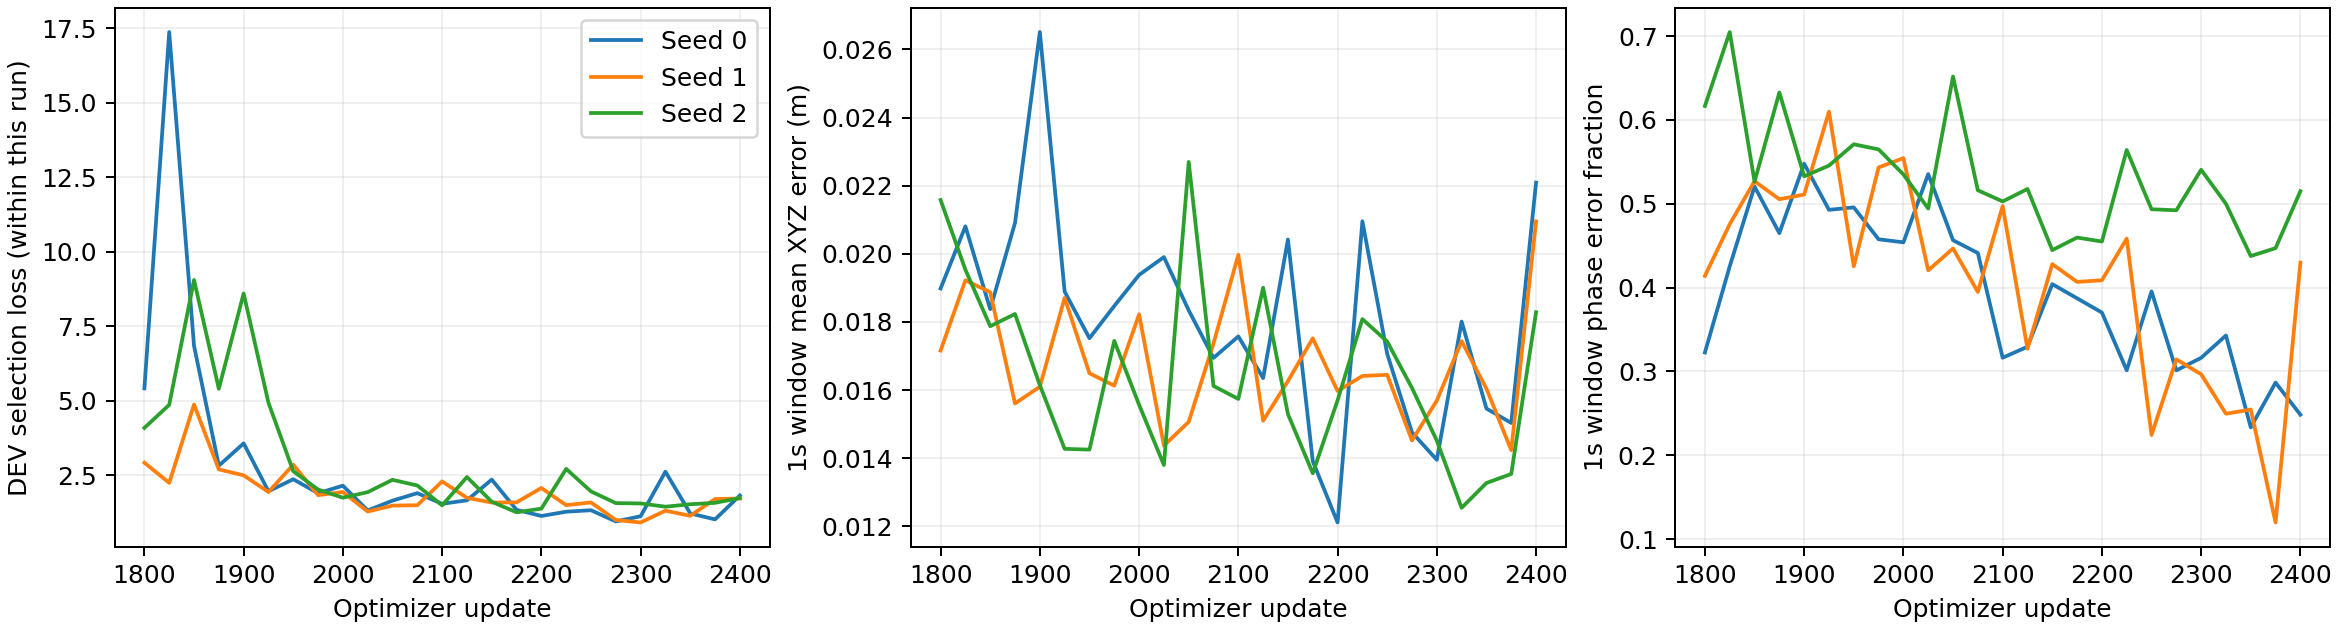 DEV selection loss (within this run)
17.5
15.0
12.5
10.0
7.5
5.0
2.5
Seed 0
Seed 1
Seed 2
1800 1900 2000 2100 2200 2300 2400
Optimizer update
1s window mean XYZ error (m)
0.026
0.024
0.022
0.020
0.018
0.016
0.014
0.012
1800 1900 2000 2100 2200 2300 2400
Optimizer update
1s window phase error fraction
0.7
0.6
0.5
0.4
0.3
0.2
0.1
1800 1900 2000 2100 2200 2300 2400
Optimizer update